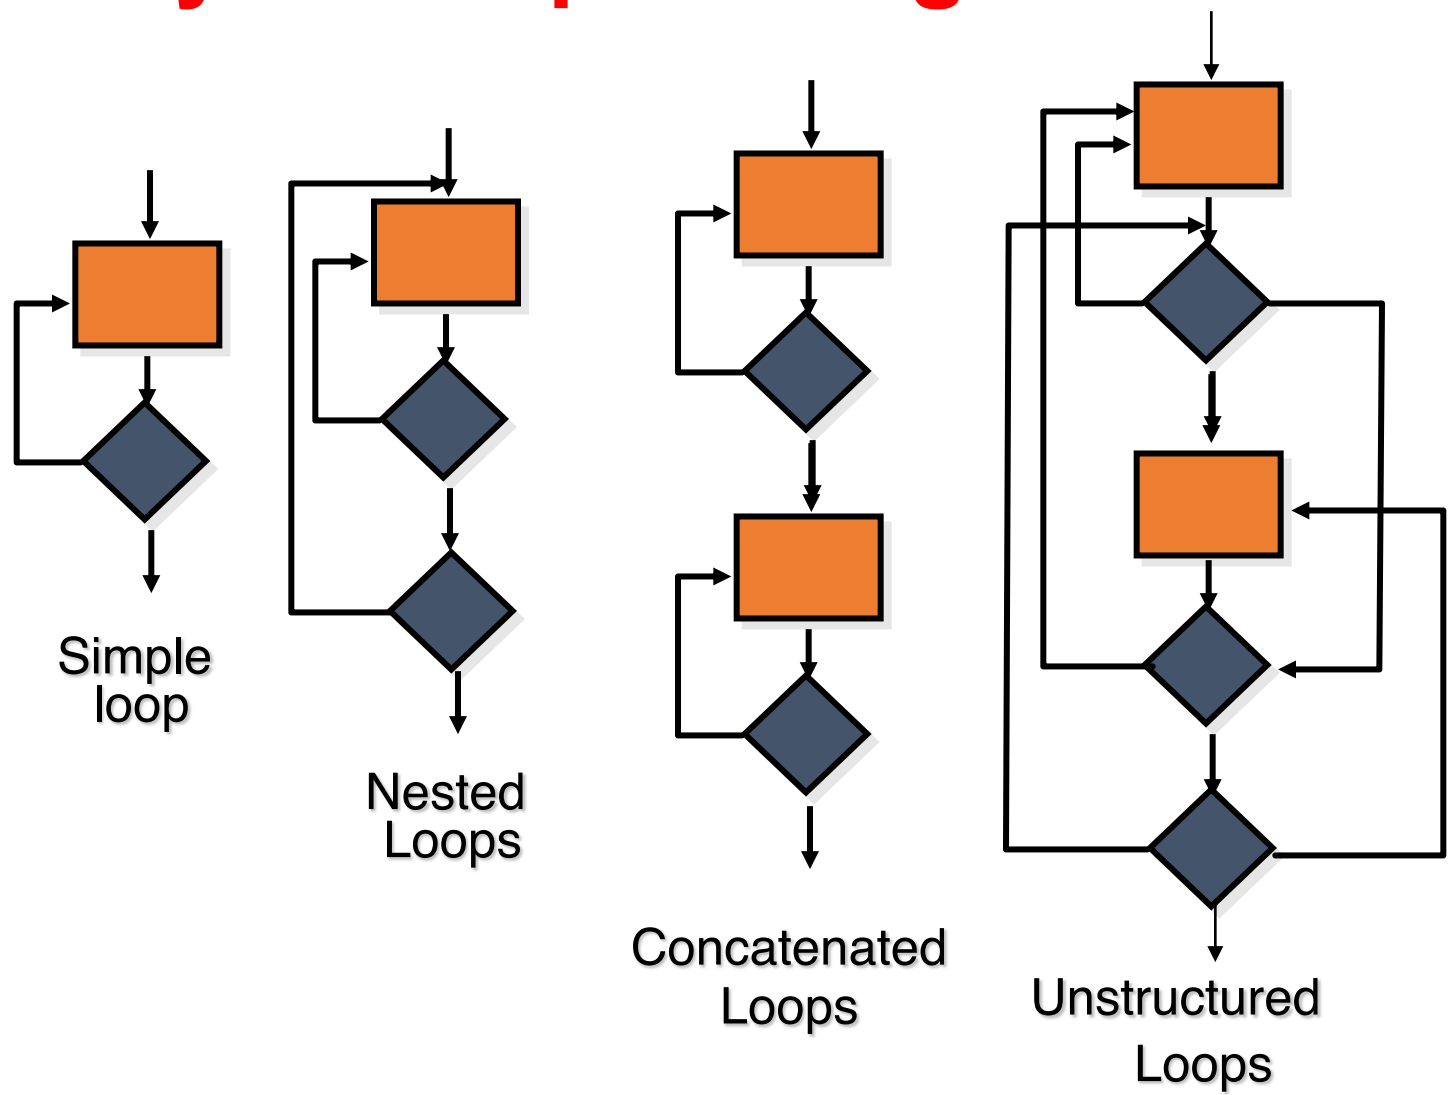 Simple
loop
Nested
Loops
Concatenated
Loops
Unstructured
Loops